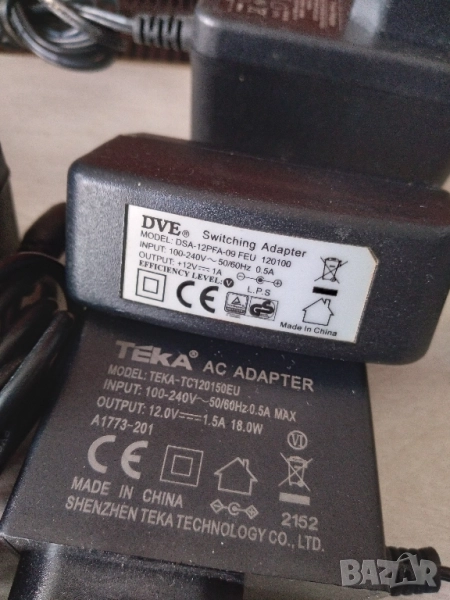 DVE® Switching Adapter
MODEL: DSA-12PFA-09 FEU 120100
INPUT: 100-240V~50/60Hz 0.5A
OUTPUT: +12V⎓1A
EFFICIENCY LEVEL: V
L.P.S
CE
Made in China
TEKA® AC ADAPTER
MODEL: TEKA-TC120150EU
INPUT: 100-240V~50/60Hz 0.5A MAX
OUTPUT: 12.0V⎓1.5A 18.0W
A1773-201
VI
CE
MADE IN CHINA
2152
SHENZHEN TEKA TECHNOLOGY CO., LTD.
BAZAR